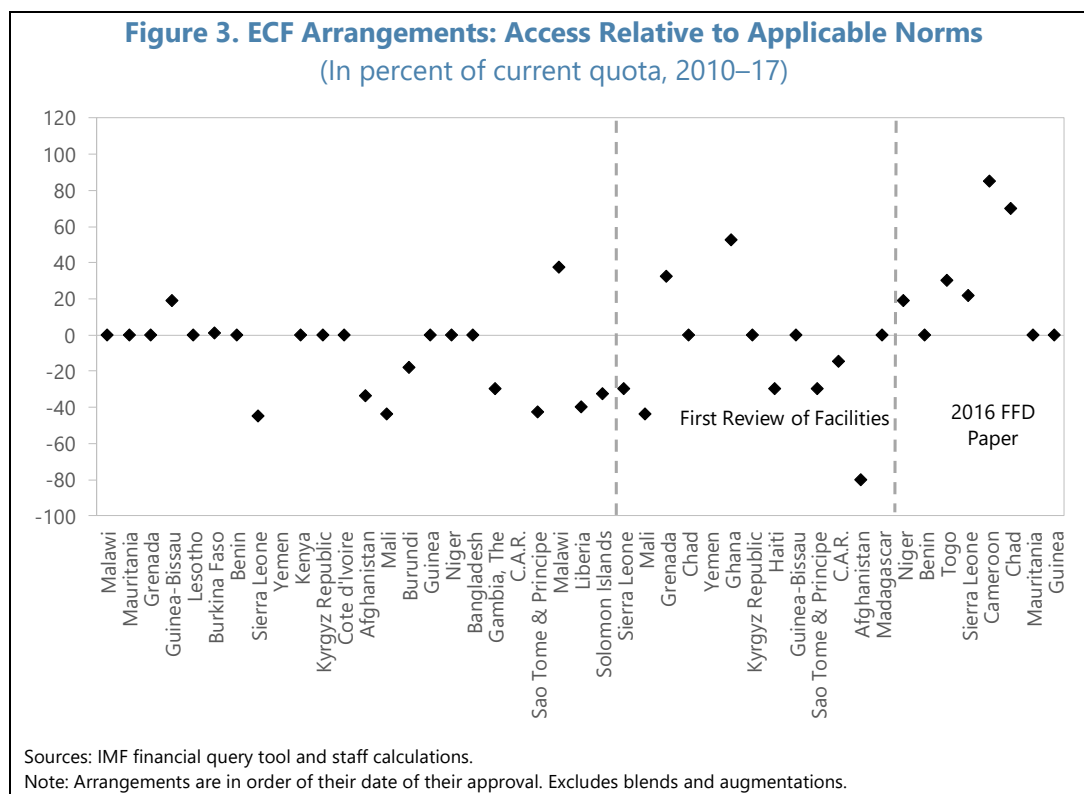 Figure 3. ECF Arrangements: Access Relative to Applicable Norms
(In percent of current quota, 2010–17)
120
100
80
60
40
20
0
-20
-40
-60
-80
-100
First Review of Facilities
2016 FFD
Paper
Malawi
Mauritania
Grenada
Guinea-Bissau
Lesotho
Burkina Faso
Benin
Sierra Leone
Yemen
Kenya
Kyrgyz Republic
Cote d'Ivoire
Afghanistan
Mali
Burundi
Guinea
Niger
Bangladesh
Gambia, The
C.A.R.
Sao Tome & Principe
Malawi
Liberia
Solomon Islands
Sierra Leone
Mali
Grenada
Chad
Yemen
Ghana
Kyrgyz Republic
Haiti
Guinea-Bissau
Sao Tome & Principe
C.A.R.
Afghanistan
Madagascar
Niger
Benin
Togo
Sierra Leone
Cameroon
Chad
Mauritania
Guinea
Sources: IMF financial query tool and staff calculations.
Note: Arrangements are in order of their date of their approval. Excludes blends and augmentations.